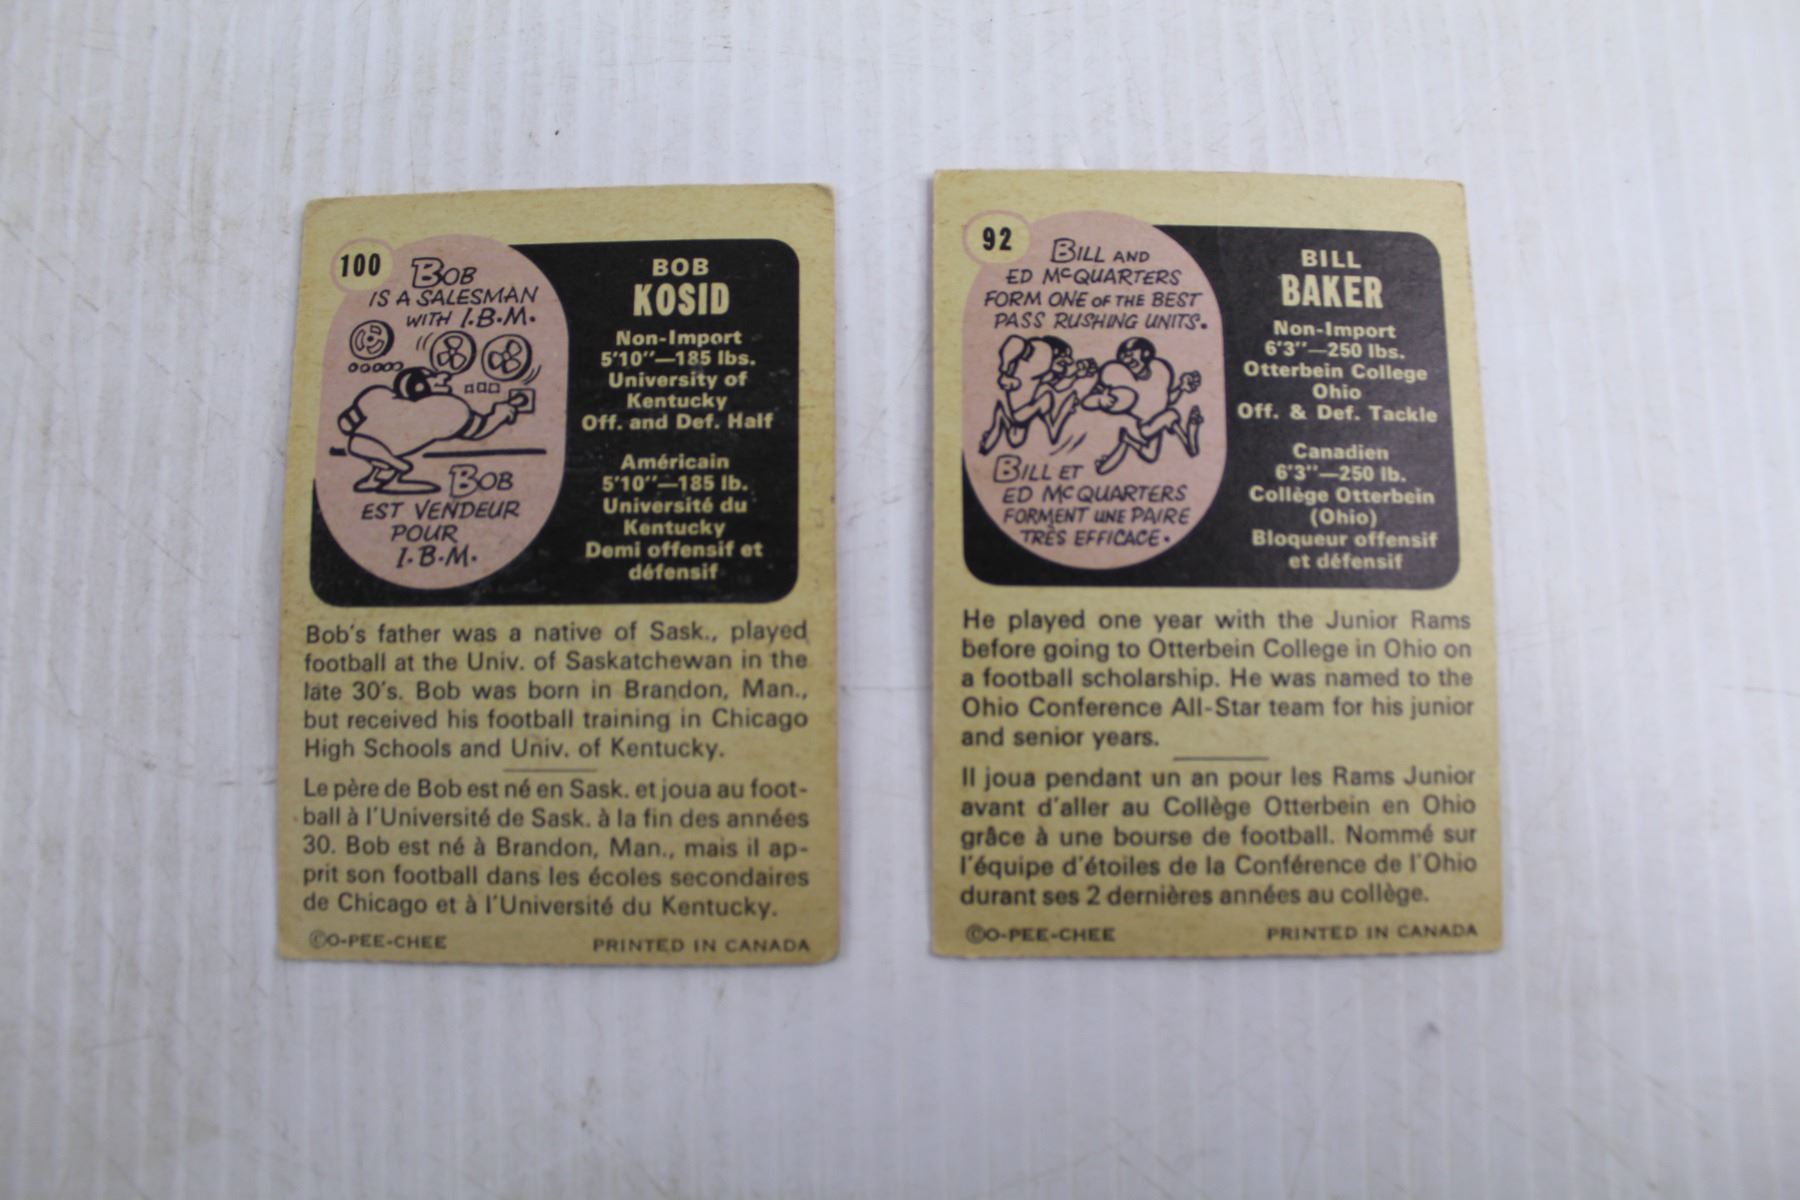 100
BOB
IS A SALESMAN
WITH I.B.M.
BOB
EST VENDEUR
POUR
I.B.M.
BOB
KOSID
Non-Import
5'10"—185 lbs.
University of
Kentucky
Off. and Def. Half
Américain
5'10"—185 lb.
Université du
Kentucky
Demi offensif et
défensif
Bob's father was a native of Sask., played
football at the Univ. of Saskatchewan in the
late 30's. Bob was born in Brandon, Man.,
but received his football training in Chicago
High Schools and Univ. of Kentucky.
Le père de Bob est né en Sask. et joua au foot-
ball à l'Université de Sask. à la fin des années
30. Bob est né à Brandon, Man., mais il ap-
prit son football dans les écoles secondaires
de Chicago et à l'Université du Kentucky.
©O-PEE-CHEE
PRINTED IN CANADA
92
BILL AND
ED McQUARTERS
FORM ONE OF THE BEST
PASS RUSHING UNITS.
BILL ET
ED McQUARTERS
FORMENT UNE PAIRE
TRÈS EFFICACE.
BILL
BAKER
Non-Import
6'3"—250 lbs.
Otterbein College
Ohio
Off. & Def. Tackle
Canadien
6'3"—250 lb.
Collège Otterbein
(Ohio)
Bloqueur offensif
et défensif
He played one year with the Junior Rams
before going to Otterbein College in Ohio on
a football scholarship. He was named to the
Ohio Conference All-Star team for his junior
and senior years.
Il joua pendant un an pour les Rams Junior
avant d'aller au Collège Otterbein en Ohio
grâce à une bourse de football. Nommé sur
l'équipe d'étoiles de la Conférence de l'Ohio
durant ses 2 dernières années au collège.
©O-PEE-CHEE
PRINTED IN CANADA